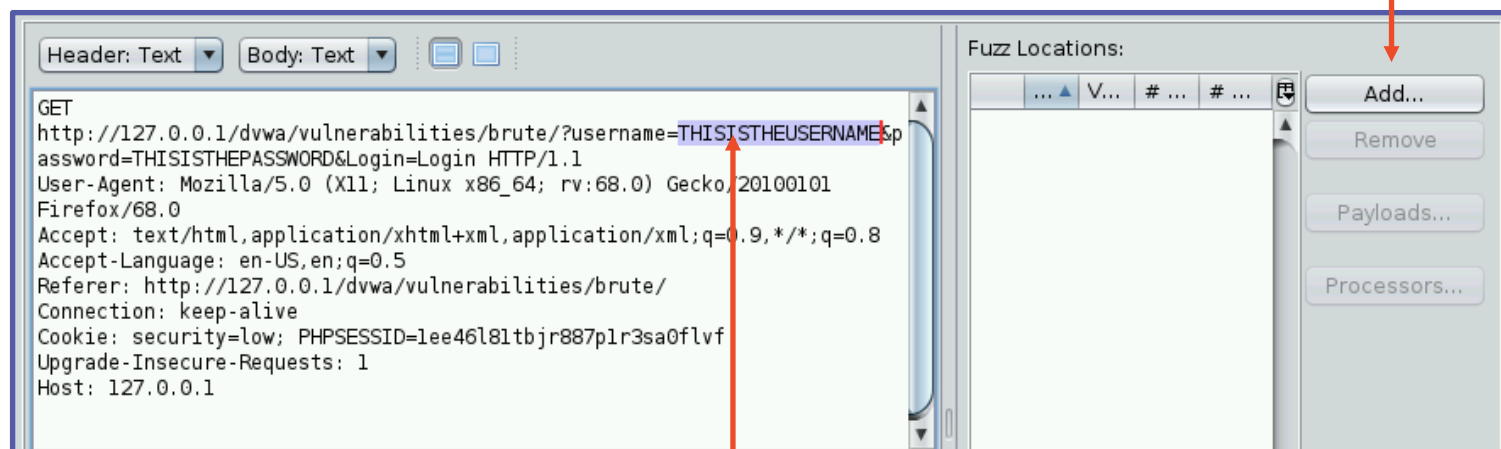 Header: Text
Body: Text
GET
http://127.0.0.1/dvwa/vulnerabilities/brute/?username=THISISTHEUSERNAME&p
assword=THISISTHEPASSWORD&Login=Login HTTP/1.1
User-Agent: Mozilla/5.0 (X11; Linux x86_64; rv:68.0) Gecko/20100101
Firefox/68.0
Accept: text/html,application/xhtml+xml,application/xml;q=0.9,*/*;q=0.8
Accept-Language: en-US,en;q=0.5
Referer: http://127.0.0.1/dvwa/vulnerabilities/brute/
Connection: keep-alive
Cookie: security=low; PHPSESSID=1ee46l81tbjr887p1r3sa0flvf
Upgrade-Insecure-Requests: 1
Host: 127.0.0.1
Fuzz Locations:
... V... # ... # ...
Add...
Remove
Payloads...
Processors...